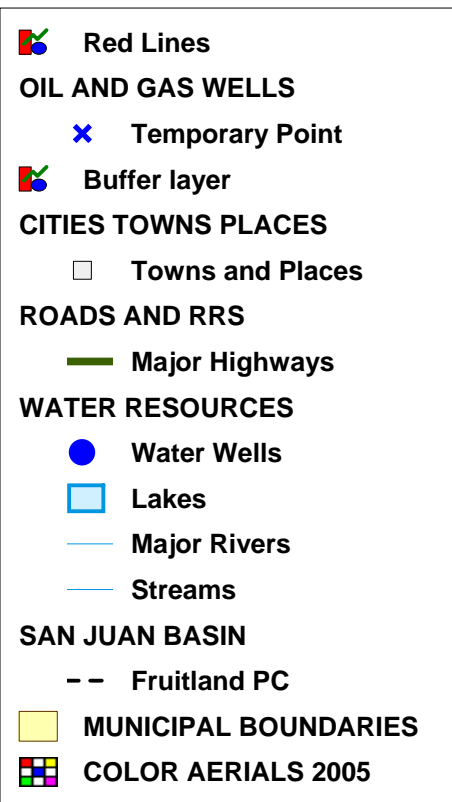 Red Lines
OIL AND GAS WELLS
Temporary Point
Buffer layer
CITIES TOWNS PLACES
Towns and Places
ROADS AND RRS
Major Highways
WATER RESOURCES
Water Wells
Lakes
Major Rivers
Streams
SAN JUAN BASIN
Fruitland PC
MUNICIPAL BOUNDARIES
COLOR AERIALS 2005